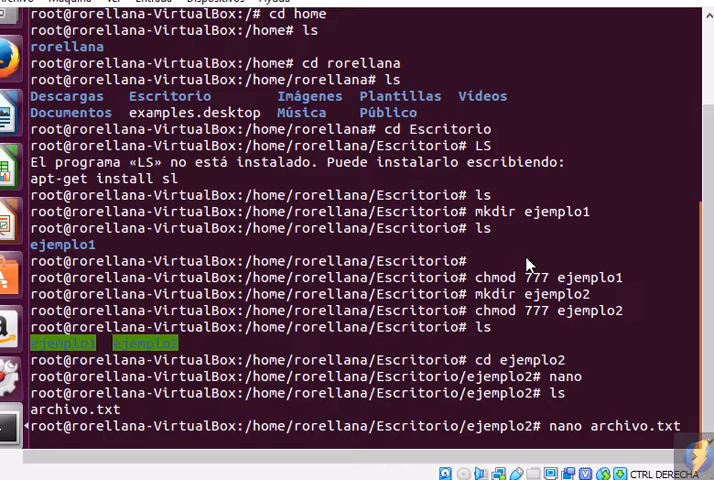 root@rorellana-VirtualBox:/# cd home
root@rorellana-VirtualBox:/home# ls
rorellana
root@rorellana-VirtualBox:/home# cd rorellana
root@rorellana-VirtualBox:/home/rorellana# ls
Descargas Escritorio Imágenes Plantillas Vídeos
Documentos examples.desktop Música Público
root@rorellana-VirtualBox:/home/rorellana# cd Escritorio
root@rorellana-VirtualBox:/home/rorellana/Escritorio# LS
El programa «LS» no está instalado. Puede instalarlo escribiendo:
apt-get install sl
root@rorellana-VirtualBox:/home/rorellana/Escritorio# ls
root@rorellana-VirtualBox:/home/rorellana/Escritorio# mkdir ejemplo1
root@rorellana-VirtualBox:/home/rorellana/Escritorio# ls
ejemplo1
root@rorellana-VirtualBox:/home/rorellana/Escritorio#
root@rorellana-VirtualBox:/home/rorellana/Escritorio# chmod 777 ejemplo1
root@rorellana-VirtualBox:/home/rorellana/Escritorio# mkdir ejemplo2
root@rorellana-VirtualBox:/home/rorellana/Escritorio# chmod 777 ejemplo2
root@rorellana-VirtualBox:/home/rorellana/Escritorio# ls
ejemplo1 ejemplo2
root@rorellana-VirtualBox:/home/rorellana/Escritorio# cd ejemplo2
root@rorellana-VirtualBox:/home/rorellana/Escritorio/ejemplo2# nano
root@rorellana-VirtualBox:/home/rorellana/Escritorio/ejemplo2# ls
archivo.txt
root@rorellana-VirtualBox:/home/rorellana/Escritorio/ejemplo2# nano archivo.txt
CTRL DERECHA